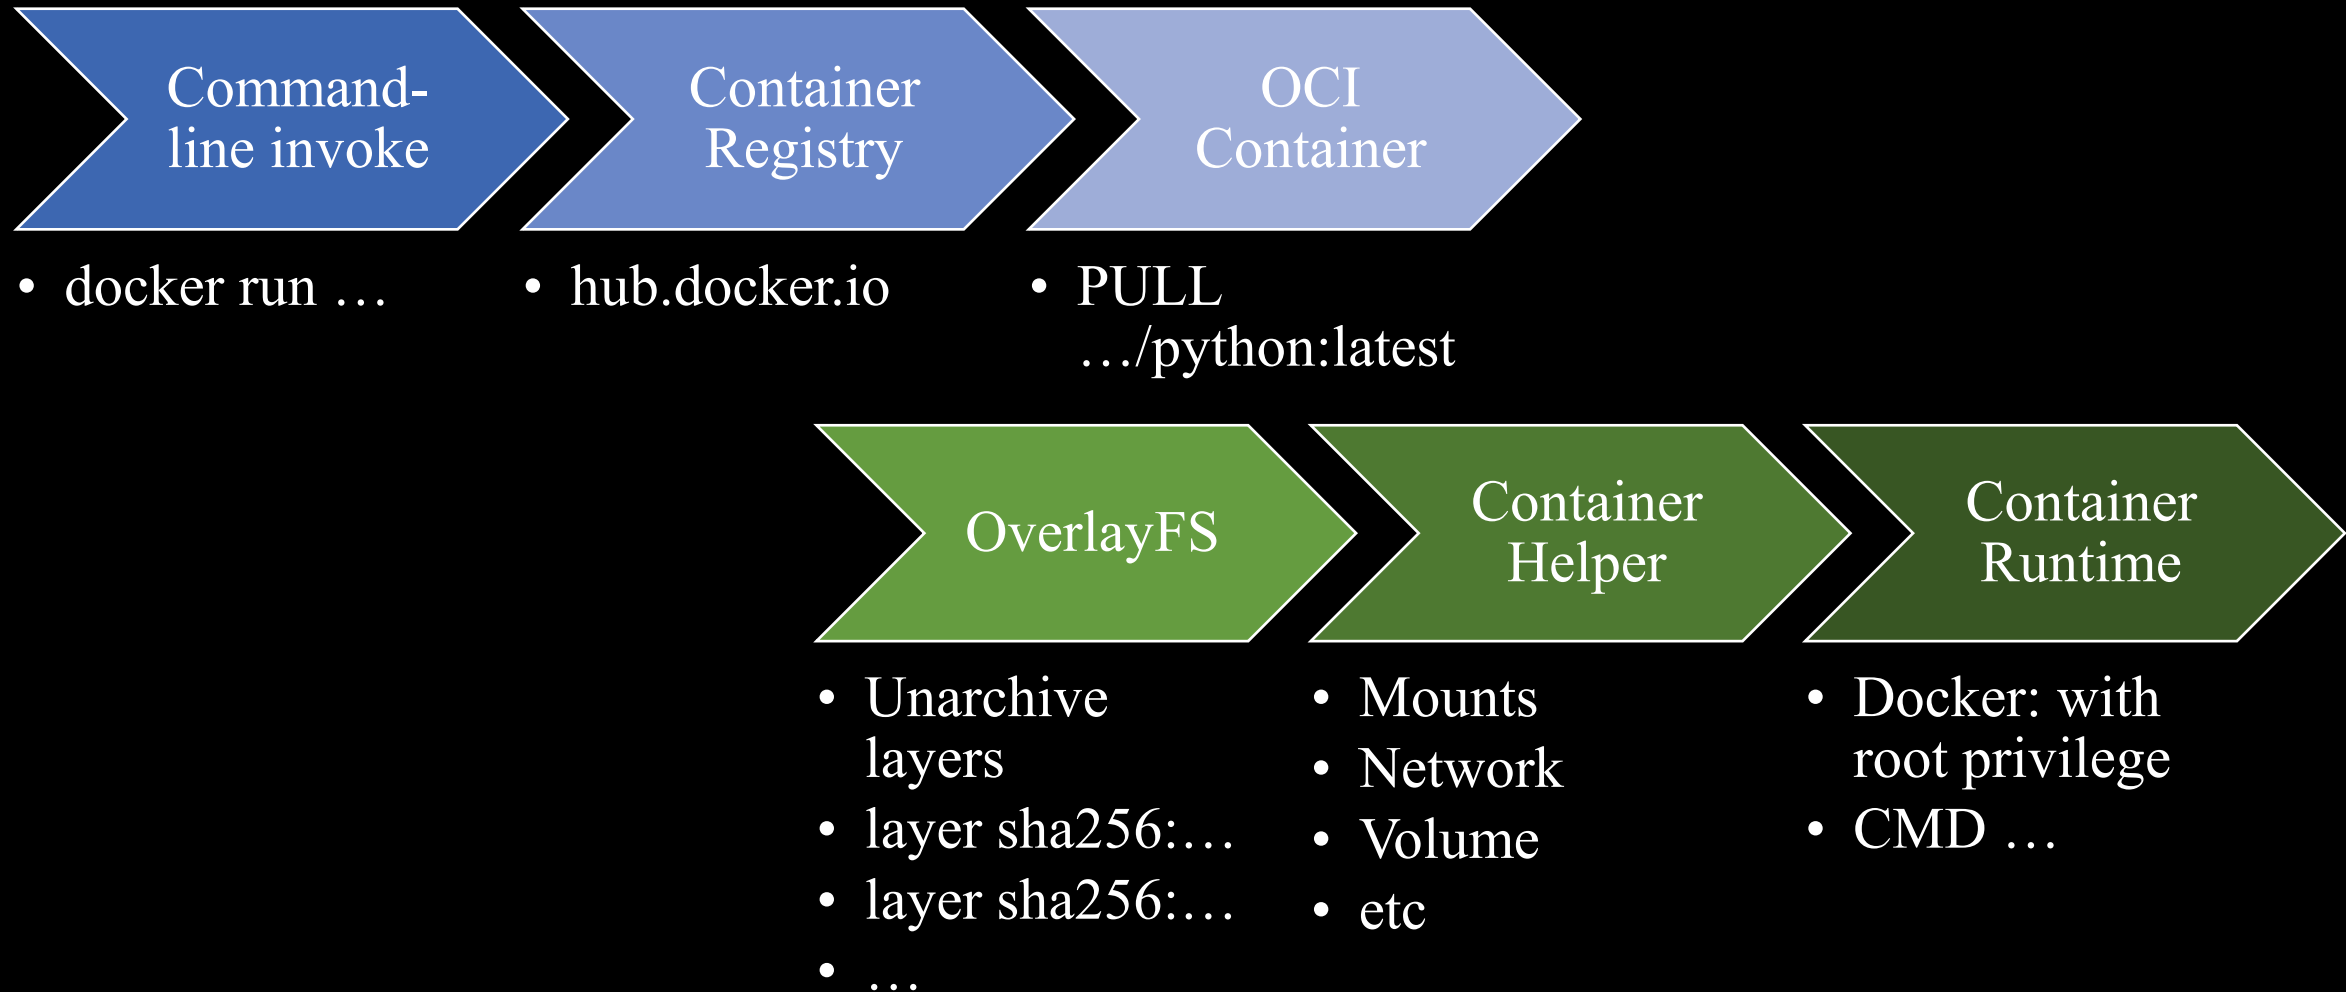 Command-
line invoke
• docker run …
Container
Registry
• hub.docker.io
OCI
Container
• PULL
…/python:latest
OverlayFS
• Unarchive
layers
• layer sha256:…
• layer sha256:…
• …
Container
Helper
• Mounts
• Network
• Volume
• etc
Container
Runtime
• Docker: with
root privilege
• CMD …